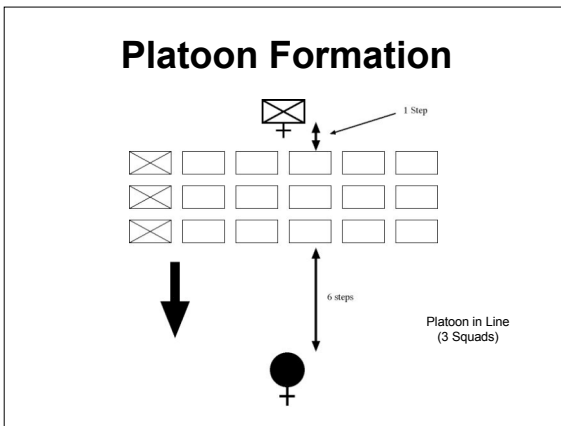 Platoon Formation
1 Step
6 steps
Platoon in Line
(3 Squads)